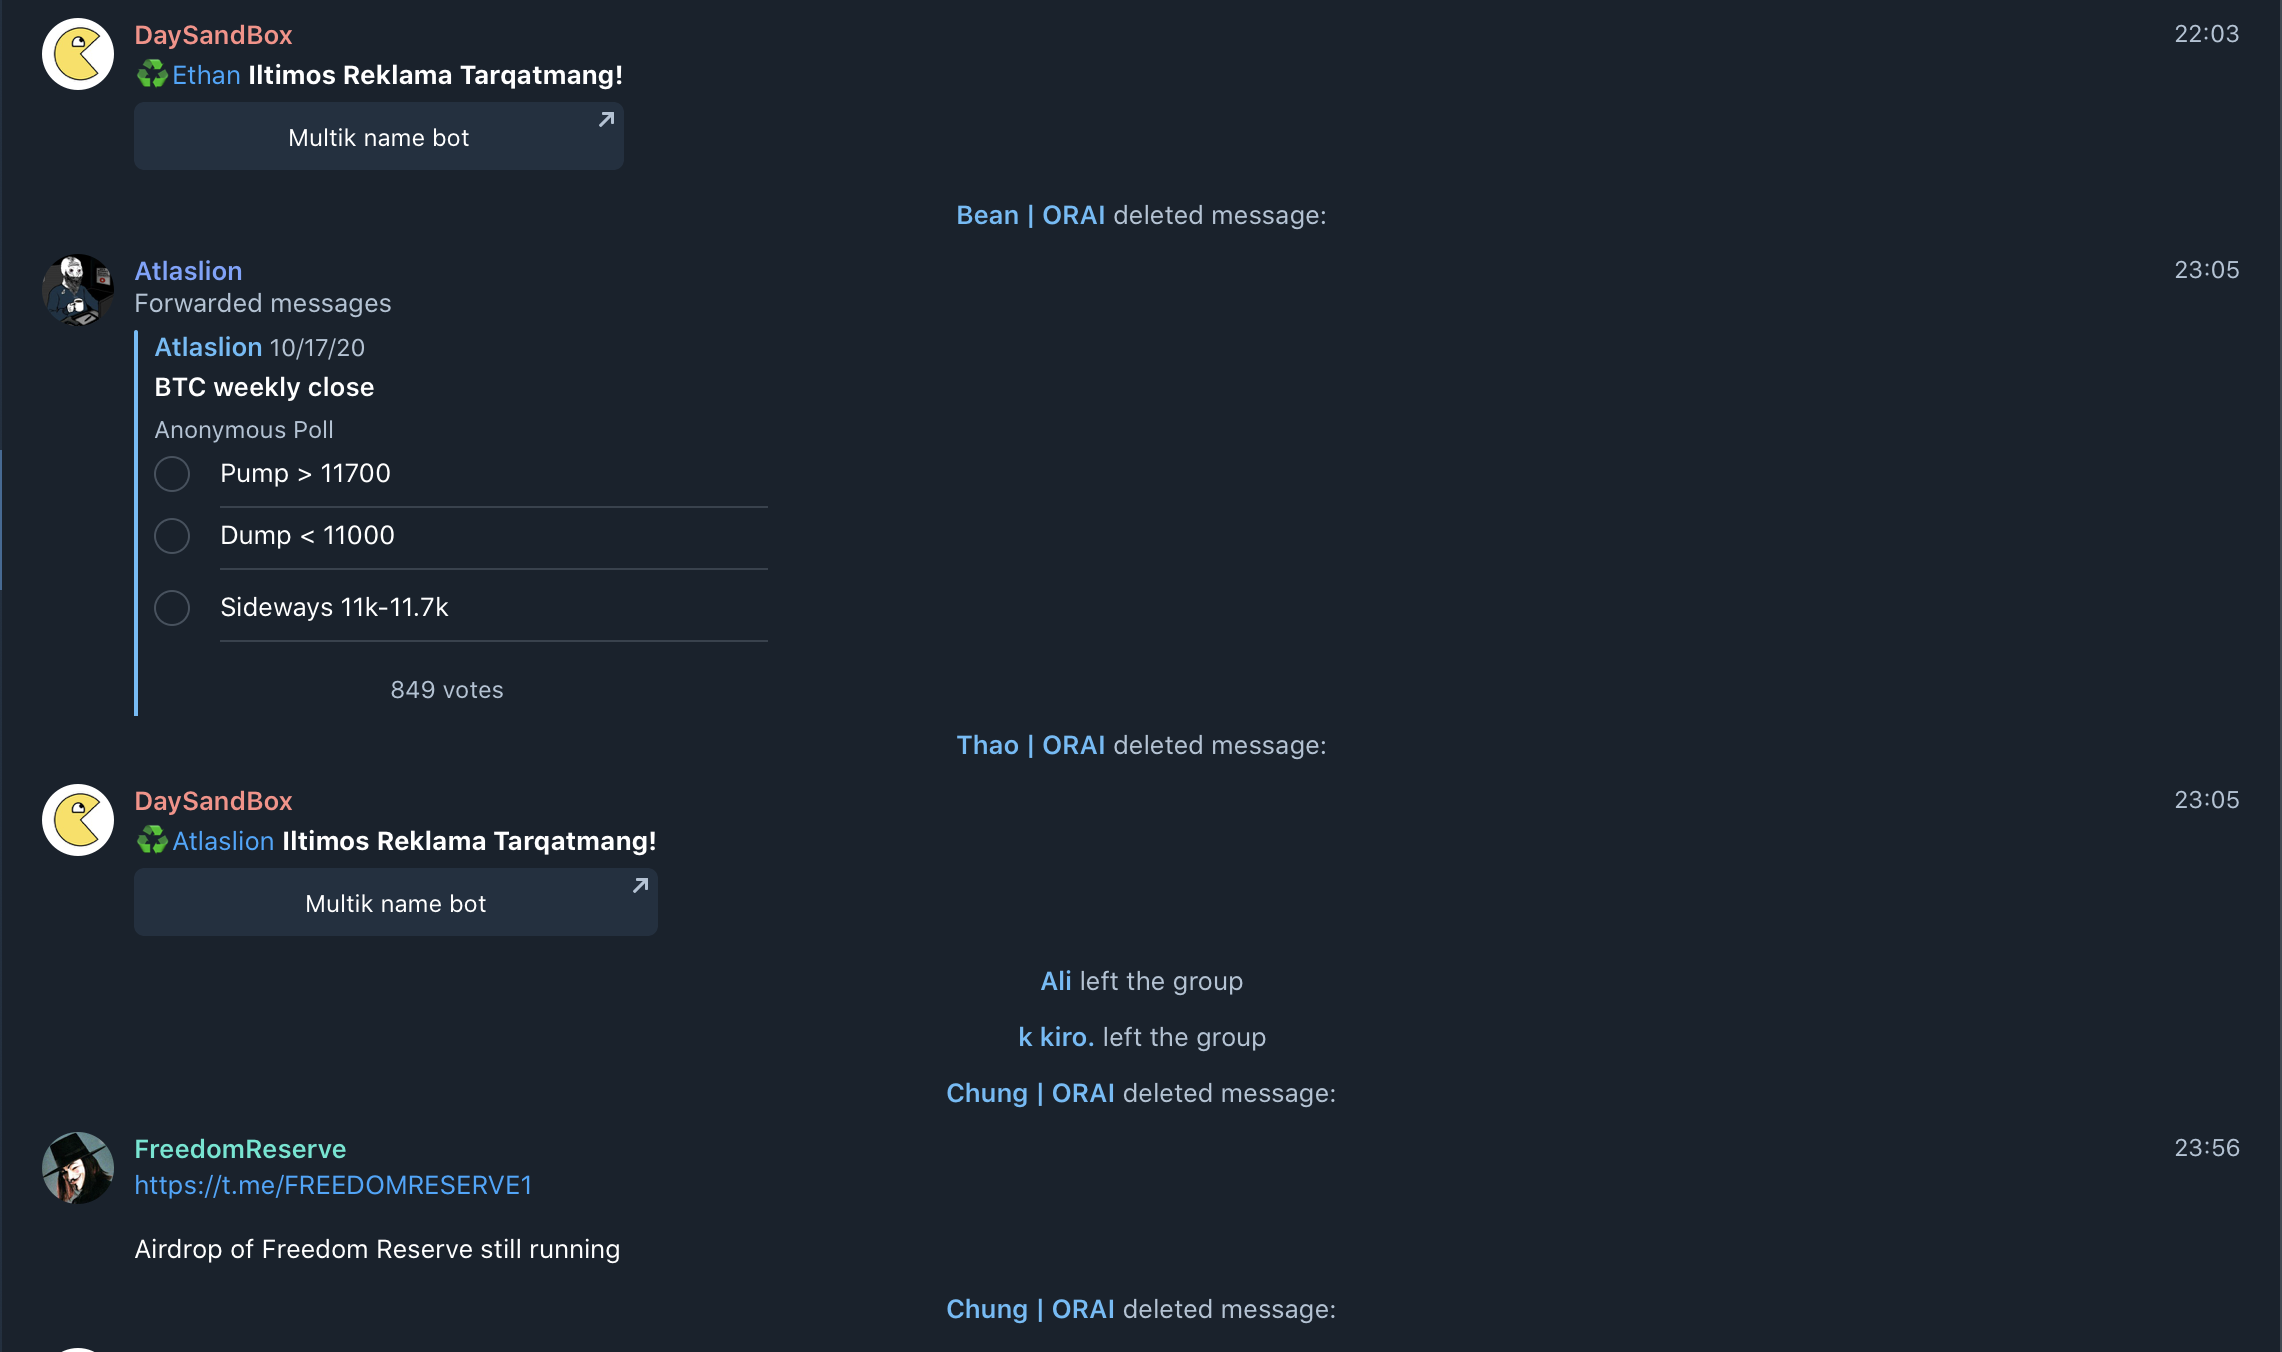 DaySandBox 22:03
♻️Ethan Iltimos Reklama Tarqatmang!
Multik name bot
Bean | ORAI deleted message:
Atlaslion 23:05
Forwarded messages
Atlaslion 10/17/20
BTC weekly close
Anonymous Poll
Pump > 11700
Dump < 11000
Sideways 11k-11.7k
849 votes
Thao | ORAI deleted message:
DaySandBox 23:05
♻️Atlaslion Iltimos Reklama Tarqatmang!
Multik name bot
Ali left the group
k kiro. left the group
Chung | ORAI deleted message:
FreedomReserve 23:56
https://t.me/FREEDOMRESERVE1
Airdrop of Freedom Reserve still running
Chung | ORAI deleted message: